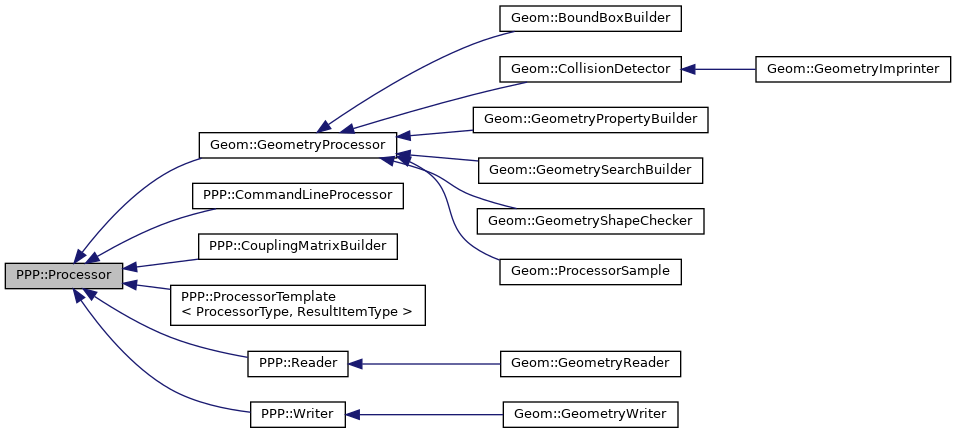 Geom::BoundBoxBuilder
Geom::CollisionDetector
Geom::GeometryImprinter
Geom::GeometryPropertyBuilder
Geom::GeometryProcessor
Geom::GeometrySearchBuilder
PPP::CommandLineProcessor
Geom::GeometryShapeChecker
PPP::CouplingMatrixBuilder
Geom::ProcessorSample
PPP::Processor
PPP::ProcessorTemplate
< ProcessorType, ResultItemType >
PPP::Reader
Geom::GeometryReader
PPP::Writer
Geom::GeometryWriter